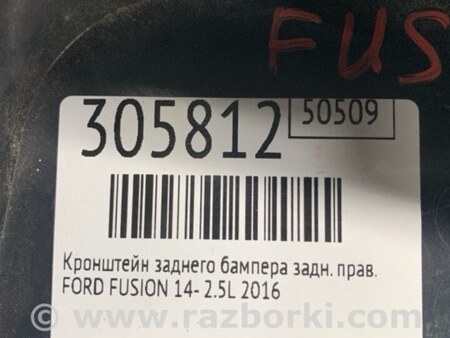 FUS
305812
50509
Кронштейн заднего бампера задн. прав.
FORD FUSION 14- 2.5L 2016
© www.razborki.com